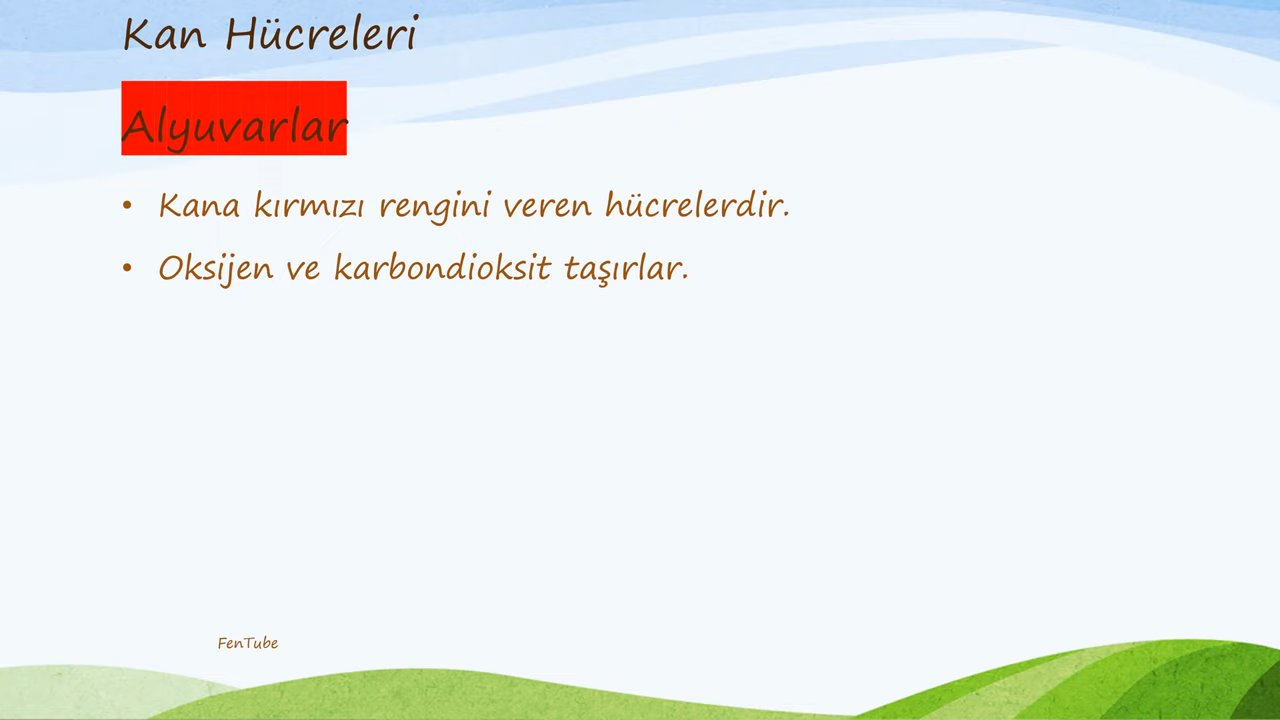 Kan Hücreleri
Alyuvarlar
• Kana kırmızı rengini veren hücrelerdir.
• Oksijen ve karbondioksit taşırlar.
FenTube